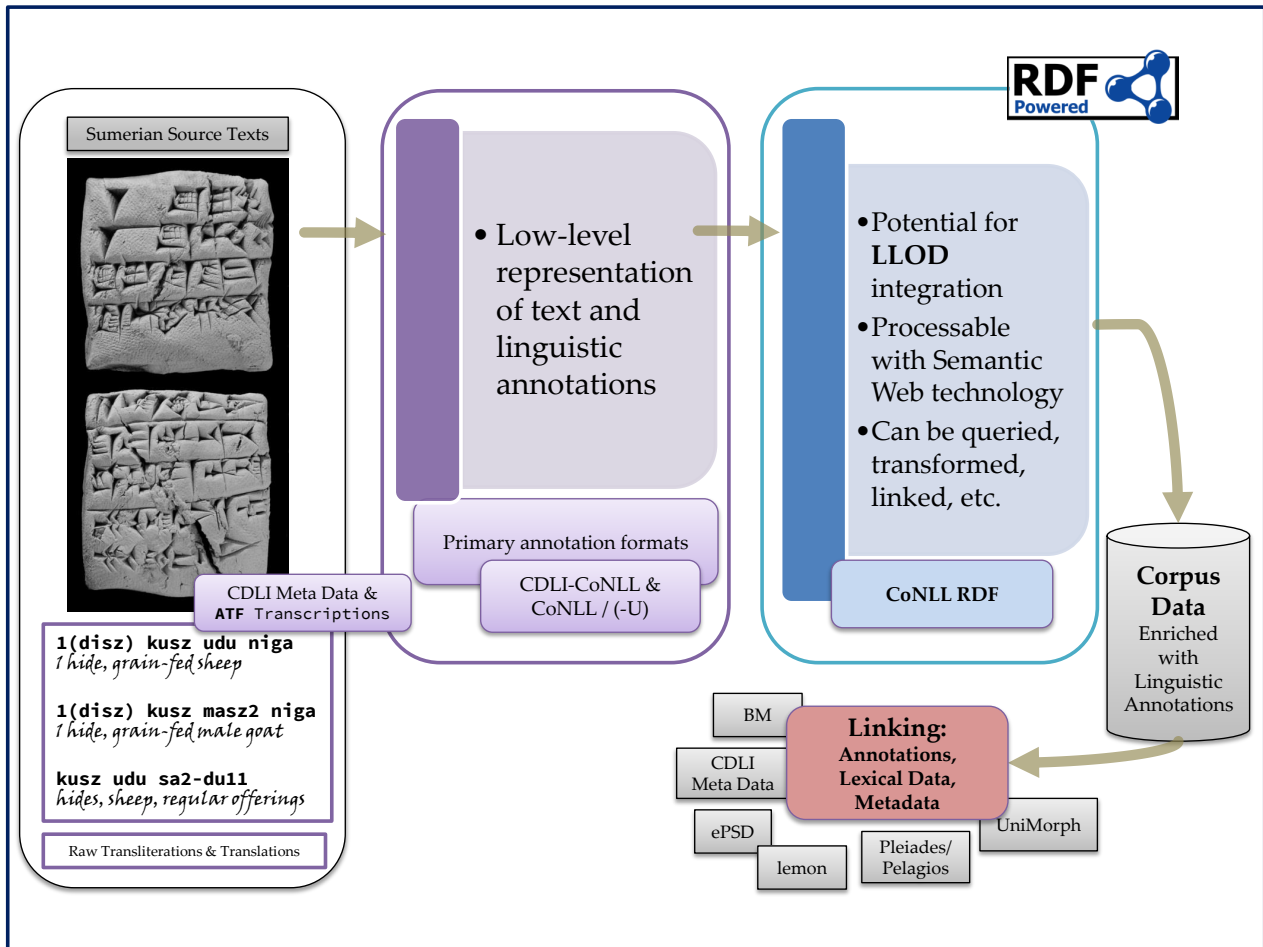 RDF
Powered
Sumerian Source Texts
CDLI Meta Data &
ATF Transcriptions
1(disz) kusz udu niga
1 hide, grain-fed sheep
1(disz) kusz masz2 niga
1 hide, grain-fed male goat
kusz udu sa2-du11
hides, sheep, regular offerings
Raw Transliterations & Translations
• Low-level
representation
of text and
linguistic
annotations
Primary annotation formats
CDLI-CoNLL &
CoNLL / (-U)
•Potential for
LLOD
integration
•Processable
with Semantic
Web technology
•Can be queried,
transformed,
linked, etc.
CoNLL RDF
Corpus
Data
Enriched
with
Linguistic
Annotations
Linking:
Annotations,
Lexical Data,
Metadata
BM
CDLI
Meta Data
ePSD
lemon
Pleiades/
Pelagios
UniMorph